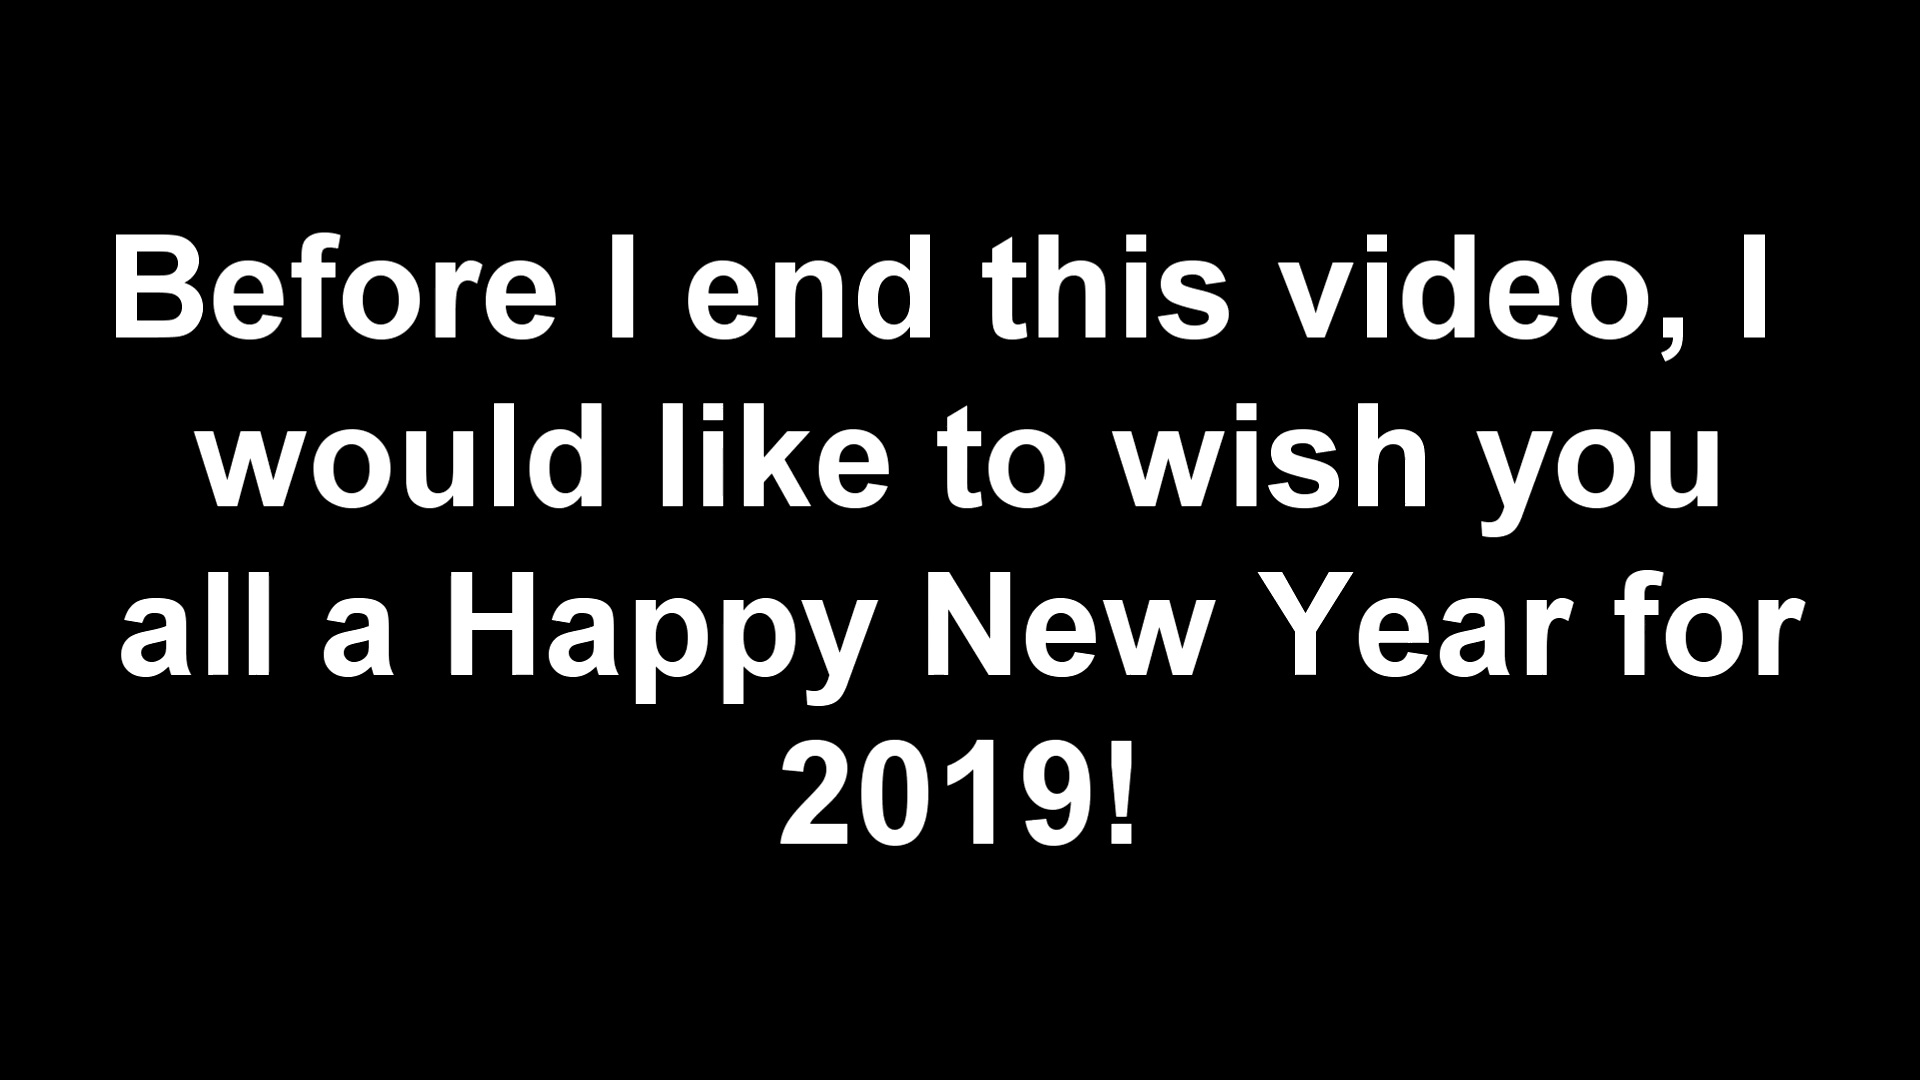 Before I end this video, I
would like to wish you
all a Happy New Year for
2019!